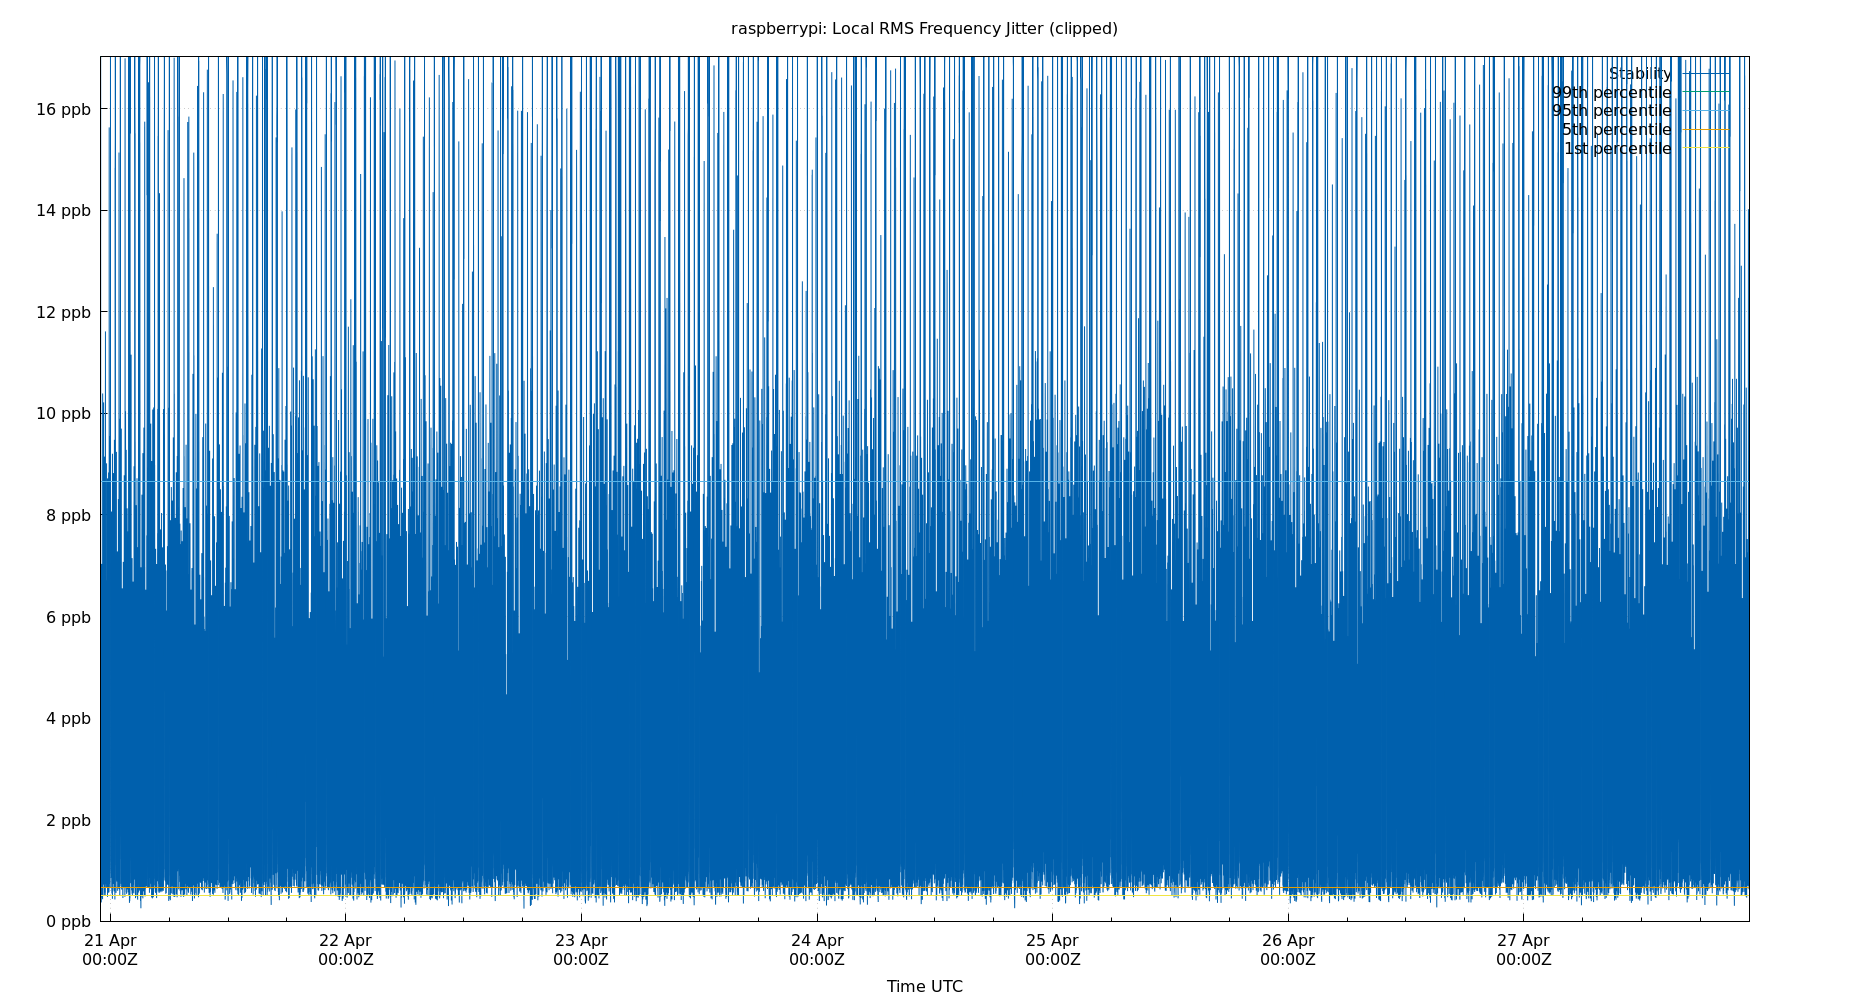 raspberrypi: Local RMS Frequency Jitter (clipped)
Stability
99th percentile
95th percentile
5th percentile
1st percentile
16 ppb
14 ppb
12 ppb
10 ppb
8 ppb
6 ppb
4 ppb
2 ppb
0 ppb
21 Apr 22 Apr 23 Apr 24 Apr 25 Apr 26 Apr 27 Apr
00:00Z 00:00Z 00:00Z 00:00Z 00:00Z 00:00Z 00:00Z
Time UTC